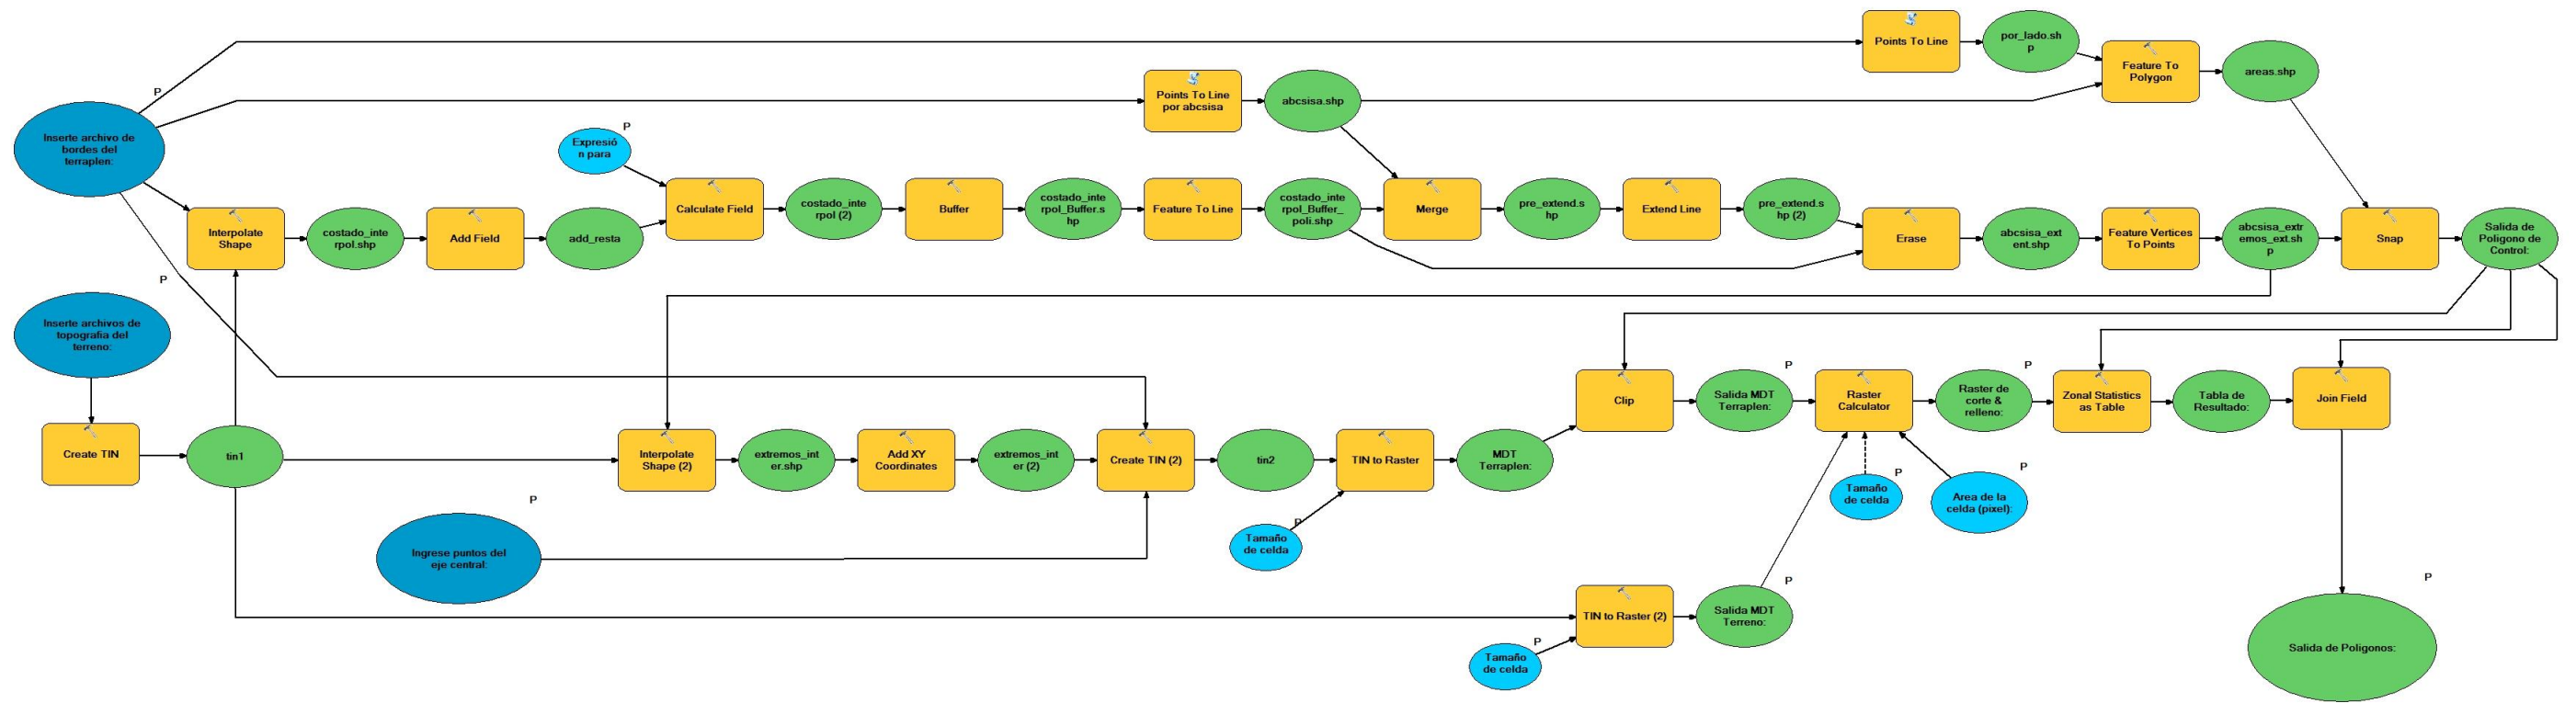 Points To Line
por_lado.sh
p
Feature To
Polygon
areas.shp
P
Points To Line
por abcsisa
abcsisa.shp
Inserte archivo de
bordes del
terraplen:
P
Expresió
n para
Interpolate
Shape
costado_inte
rpol.shp
Add Field
add_resta
Calculate Field
costado_inte
rpol (2)
Buffer
costado_inte
rpol_Buffer.s
hp
Feature To Line
costado_inte
rpol_Buffer_
poli.shp
Merge
pre_extend.s
hp
Extend Line
pre_extend.s
hp (2)
Erase
abcsisa_ext
ent.shp
Feature Vertices
To Points
abcsisa_extr
emos_ext.sh
p
Snap
Salida de
Poligono de
Control:
P
Inserte archivos de
topografia del
terreno:
Create TIN
tin1
Interpolate
Shape (2)
extremos_int
er.shp
Add XY
Coordinates
extremos_int
er (2)
Create TIN (2)
tin2
TIN to Raster
MDT
Terraplen:
Clip
P
Salida MDT
Terraplen:
Raster
Calculator
P
Raster de
corte &
relleno:
Zonal Statistics
as Table
Tabla de
Resultado:
Join Field
P
Ingrese puntos del
eje central:
P
Tamaño
de celda
P
Tamaño
de celda
P
Area de la
celda (pixel):
TIN to Raster (2)
P
Salida MDT
Terreno:
P
Tamaño
de celda
P
Salida de Poligonos: